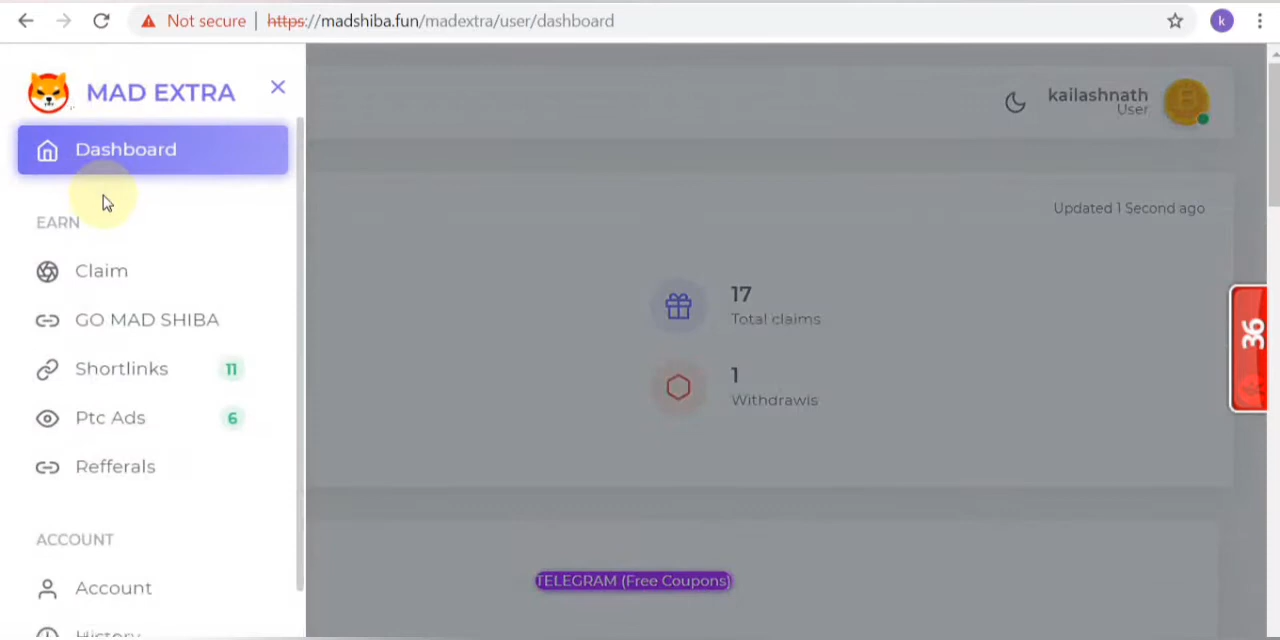 Not secure | https://madshiba.fun/madextra/user/dashboard
k
MAD EXTRA
Dashboard
EARN
Claim
GO MAD SHIBA
Shortlinks 11
Ptc Ads 6
Refferals
ACCOUNT
Account
History
kailashnath
User
Updated 1 Second ago
17
Total claims
1
Withdrawls
TELEGRAM (Free Coupons)
36